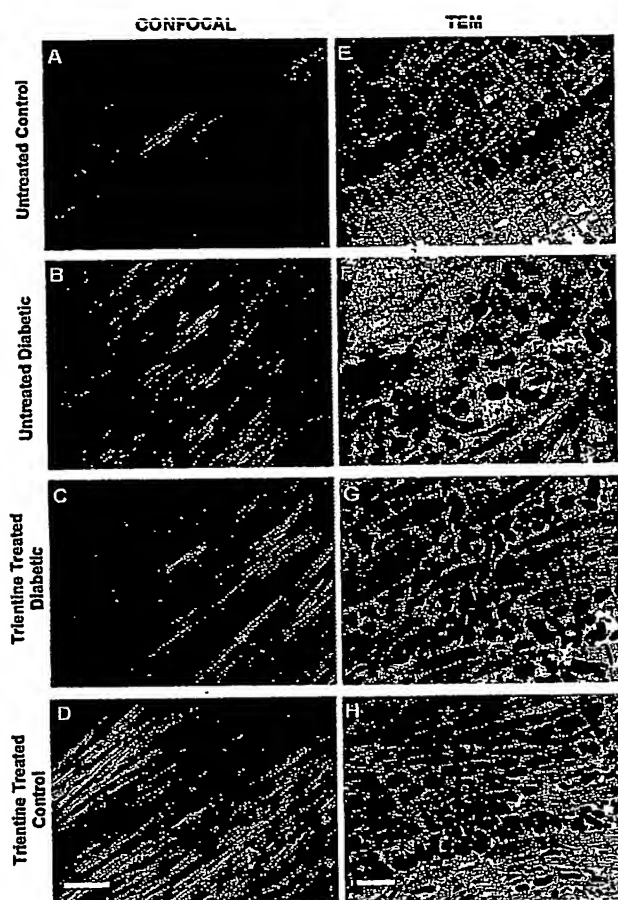 CONFOCAL TEM
Untreated Control
A E
Untreated Diabetic
B F
Trientine Treated
Diabetic
C G
Trientine Treated
Control
D H